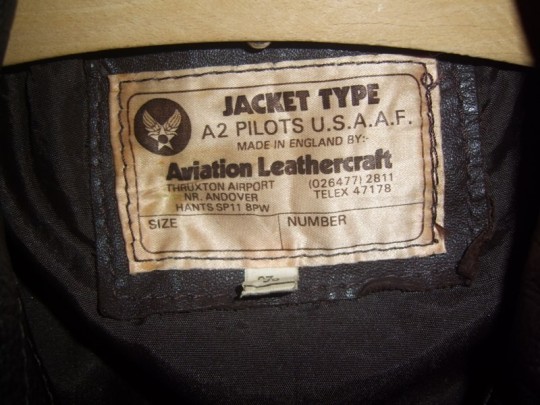 JACKET TYPE
A2 PILOTS U.S.A.A.F.
MADE IN ENGLAND BY:-
Aviation Leathercraft
THRUXTON AIRPORT (026477) 2811
NR. ANDOVER TELEX 47178
HANTS SP11 8PW
SIZE NUMBER